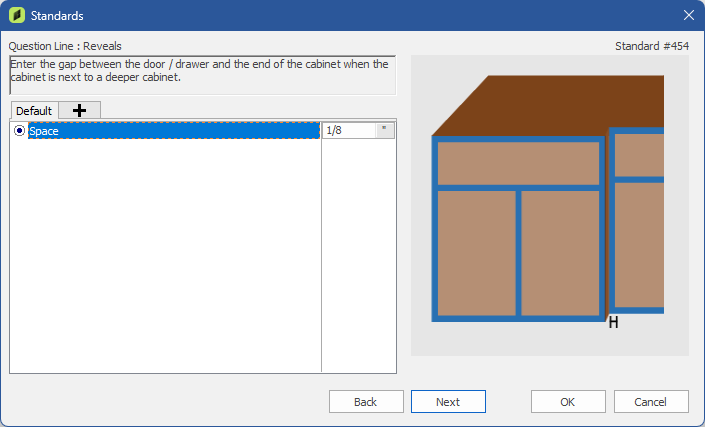 Standards
Question Line : Reveals
Standard #454
Enter the gap between the door / drawer and the end of the cabinet when the
cabinet is next to a deeper cabinet.
Default
Space
1/8 "
H
Back
Next
OK
Cancel